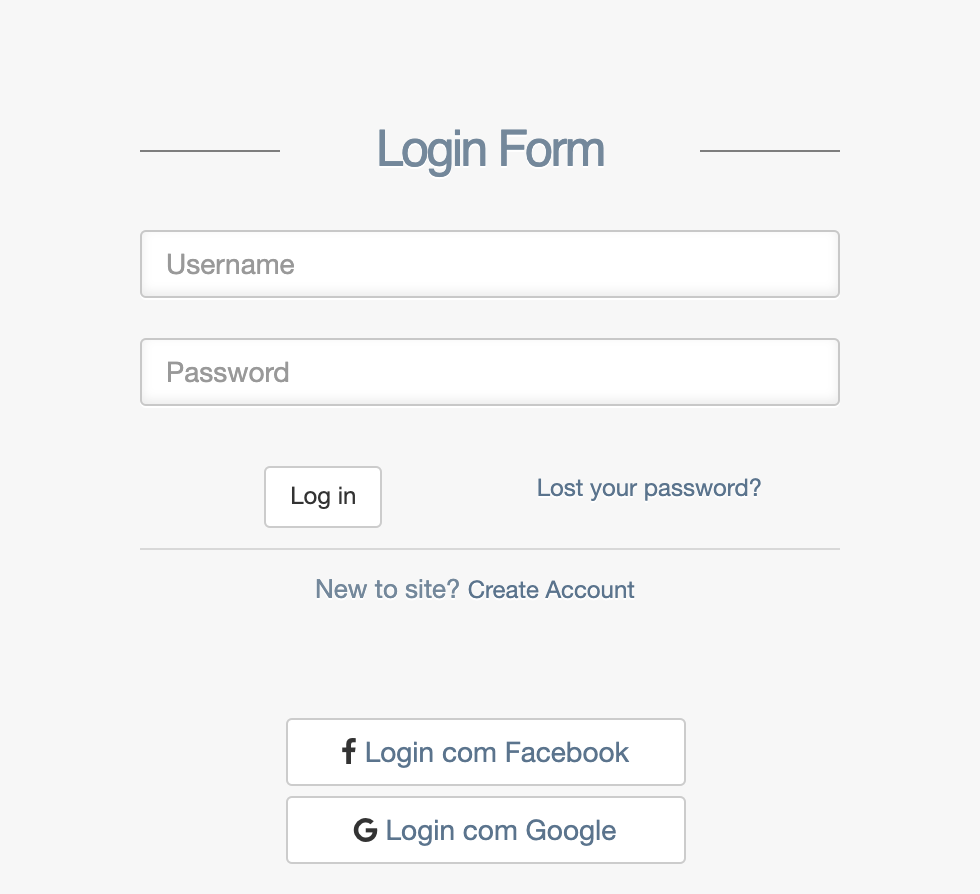 Login Form
Username
Password
Log in
Lost your password?
New to site? Create Account
Login com Facebook
Login com Google